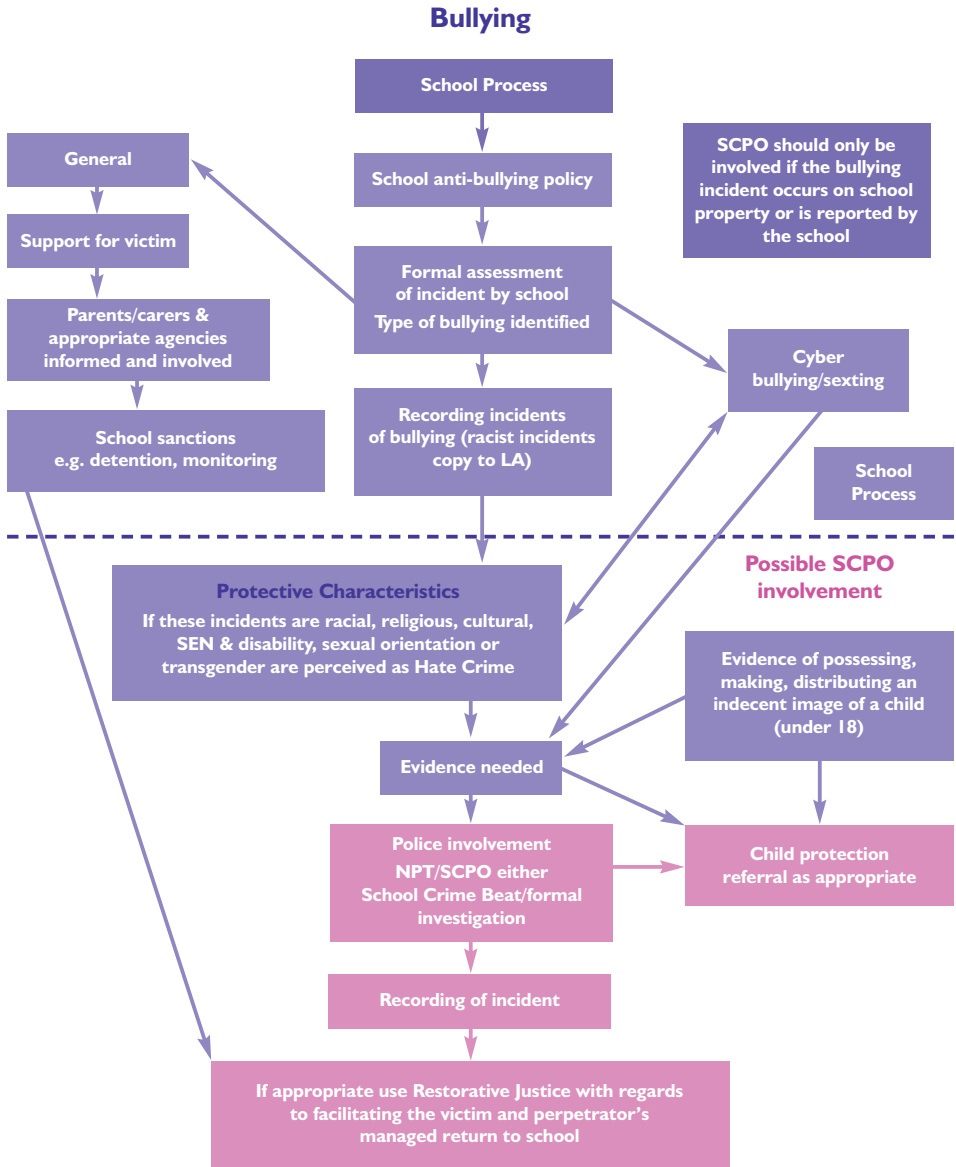 Bullying
School Process
SCPO should only be
involved if the bullying
incident occurs on school
property or is reported by
the school
General
School anti-bullying policy
Support for victim
Formal assessment
of incident by school
Type of bullying identified
Parents/carers &
appropriate agencies
informed and involved
Cyber
bullying/sexting
School sanctions
e.g. detention, monitoring
Recording incidents
of bullying (racist incidents
copy to LA)
School
Process
Possible SCPO
involvement
Protective Characteristics
If these incidents are racial, religious, cultural,
SEN & disability, sexual orientation or
transgender are perceived as Hate Crime
Evidence of possessing,
making, distributing an
indecent image of a child
(under 18)
Evidence needed
Police involvement
NPT/SCPO either
School Crime Beat/formal
investigation
Child protection
referral as appropriate
Recording of incident
If appropriate use Restorative Justice with regards
to facilitating the victim and perpetrator's
managed return to school